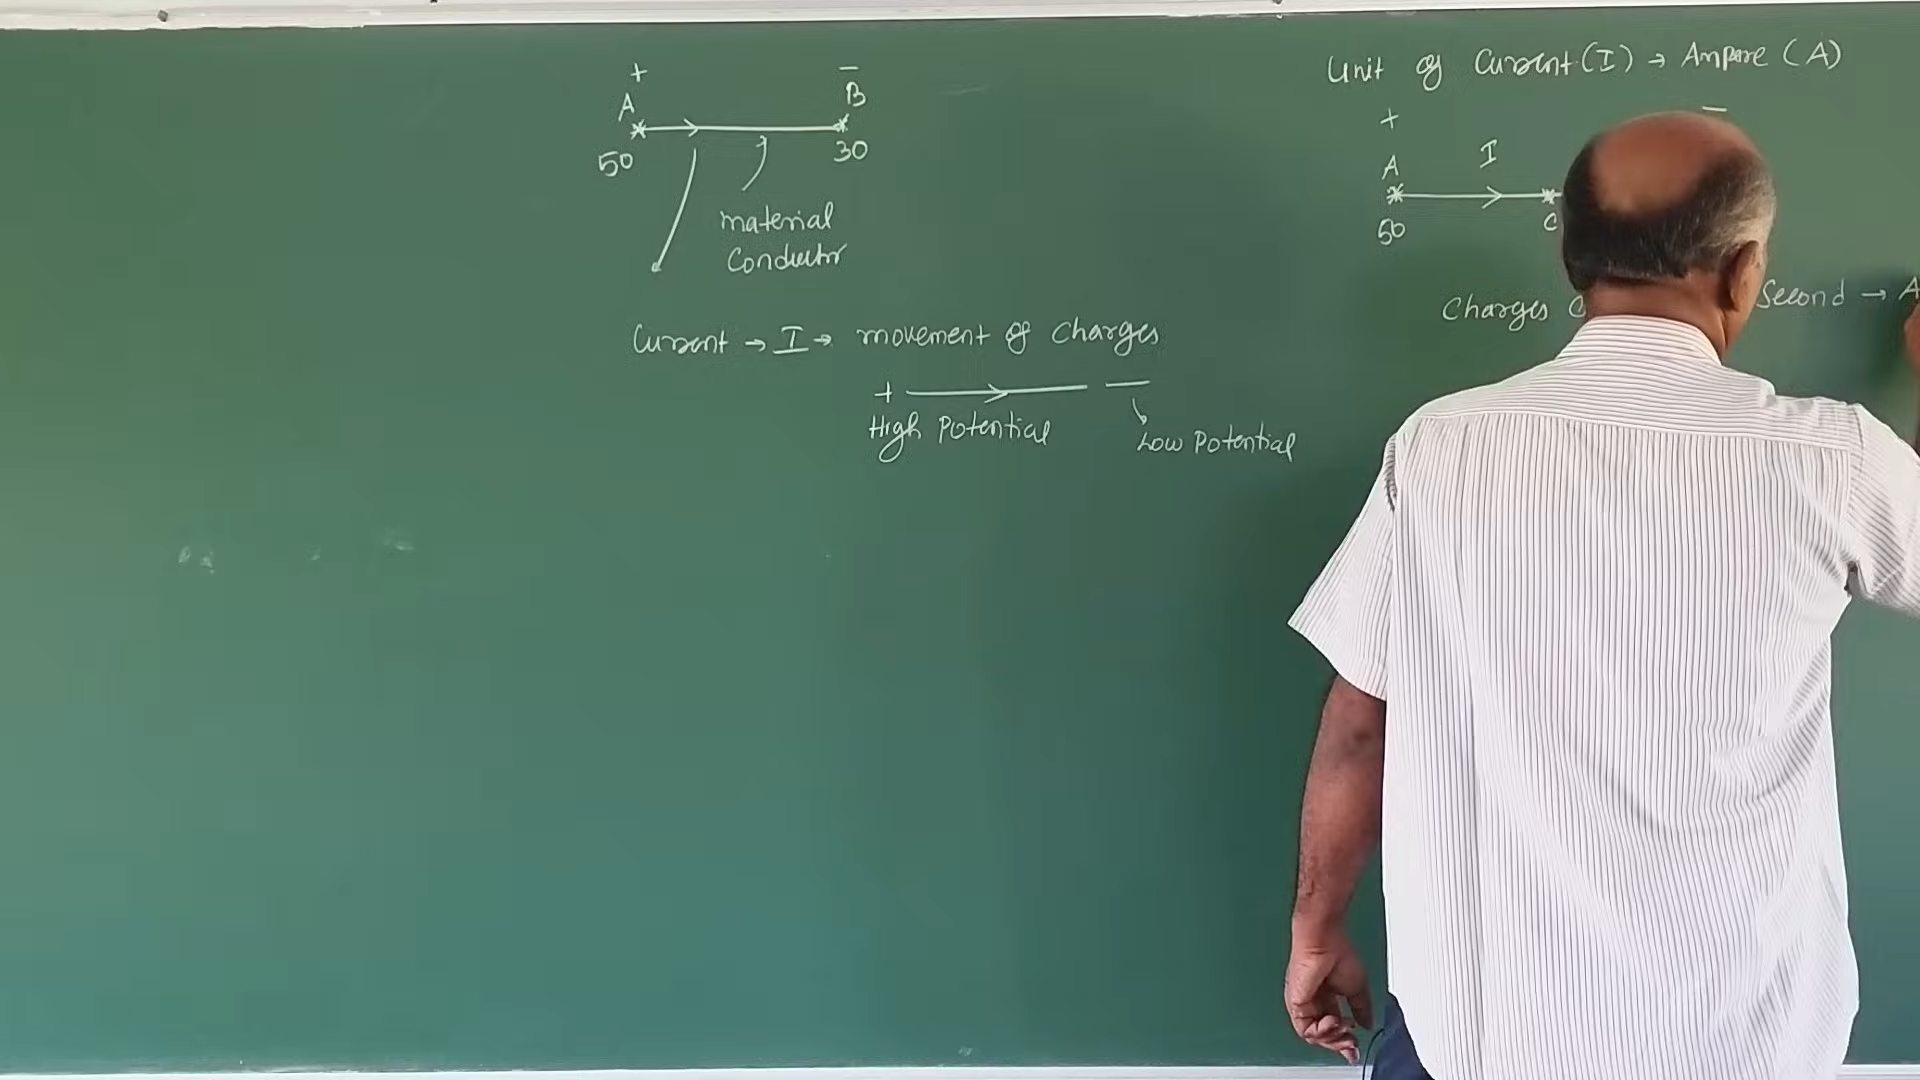 + −
A B
50 30
material
Conductor
Current → I → movement of Charges
+ —
High Potential Low Potential
Unit of Current (I) → Ampere (A)
+ −
A I
50 C
Charges Second → A